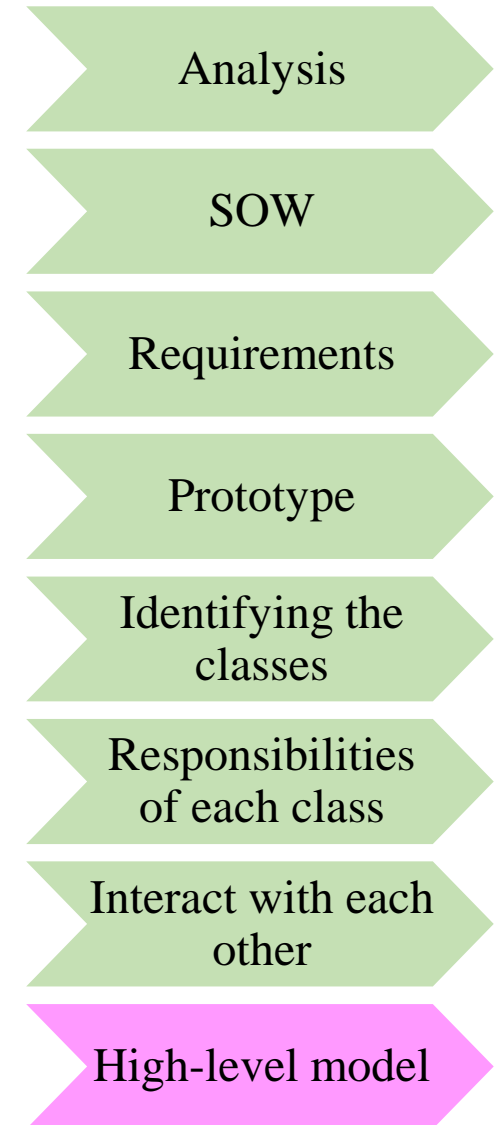 Analysis
SOW
Requirements
Prototype
Identifying the
classes
Responsibilities
of each class
Interact with each
other
High-level model